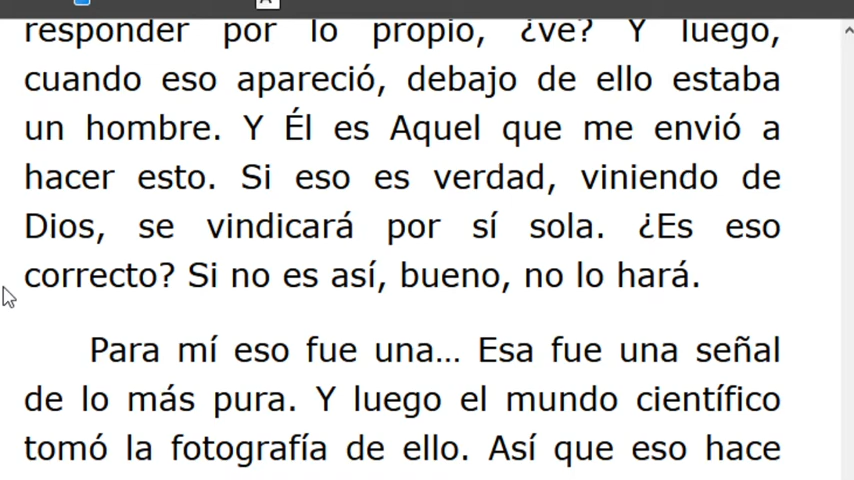 responder por lo propio, ¿ve? Y luego,
cuando eso apareció, debajo de ello estaba
un hombre. Y Él es Aquel que me envió a
hacer esto. Si eso es verdad, viniendo de
Dios, se vindicará por sí sola. ¿Es eso
correcto? Si no es así, bueno, no lo hará.
Para mí eso fue una... Esa fue una señal
de lo más pura. Y luego el mundo científico
tomó la fotografía de ello. Así que eso hace